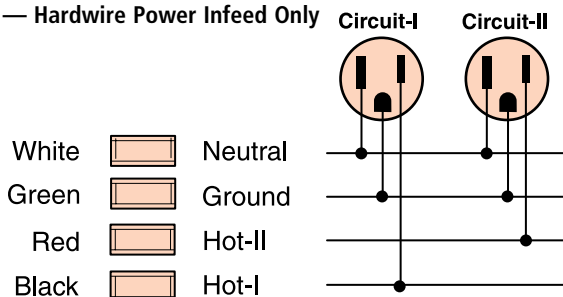 — Hardwire Power Infeed Only
Circuit-I Circuit-II
White Neutral
Green Ground
Red Hot-II
Black Hot-I